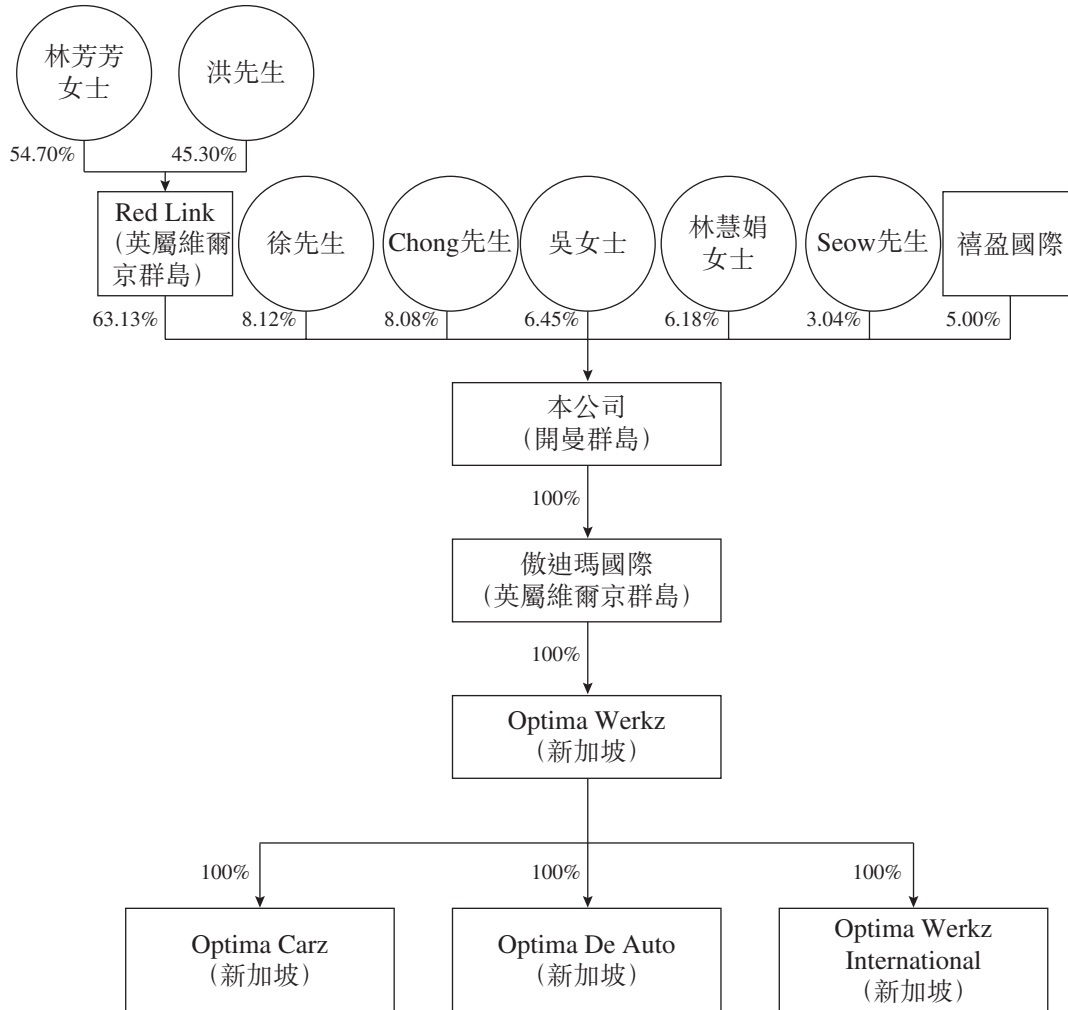 林芳芳
女士
洪先生
54.70%
45.30%
Red Link
（英屬維爾
京群島）
徐先生
Chong先生
吳女士
林慧娟
女士
Seow先生
禧盈國際
63.13%
8.12%
8.08%
6.45%
6.18%
3.04%
5.00%
本公司
（開曼群島）
100%
傲迪瑪國際
（英屬維爾京群島）
100%
Optima Werkz
（新加坡）
100%
100%
100%
Optima Carz
（新加坡）
Optima De Auto
（新加坡）
Optima Werkz
International
（新加坡）